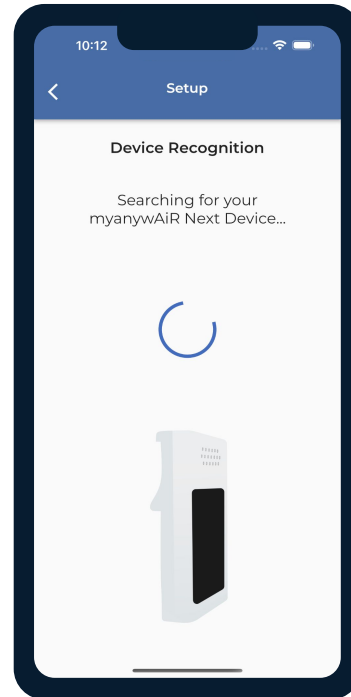 10:12
Setup
Device Recognition
Searching for your
myanywAiR Next Device...